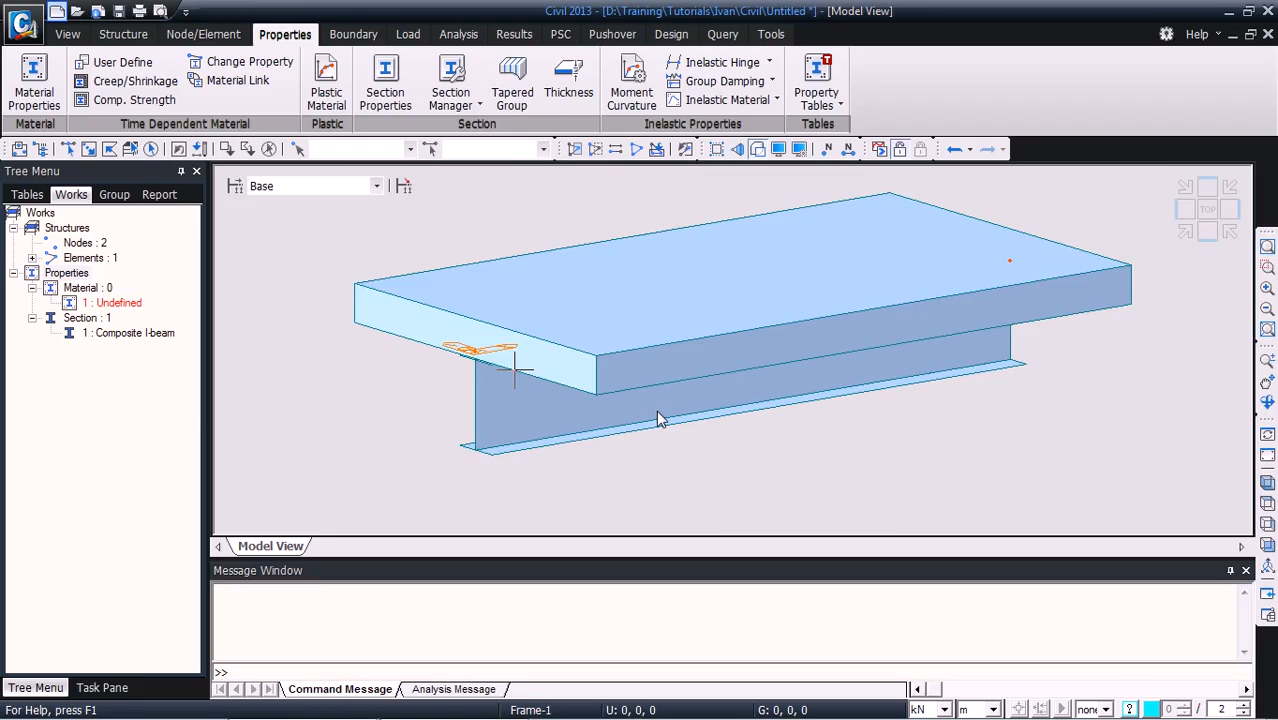 Civil 2013 - [D:\Training\Tutorials\Ivan\Civil\Untitled *] - [Model View]
View Structure Node/Element Properties Boundary Load Analysis Results PSC Pushover Design Query Tools Help
Material Properties
User Define
Creep/Shrinkage
Comp. Strength
Change Property
Material Link
Plastic Material
Section Properties
Section Manager
Tapered Group
Thickness
Moment Curvature
Inelastic Hinge
Group Damping
Inelastic Material
Property Tables
Material Time Dependent Material Plastic Section Inelastic Properties Tables
Tree Menu
Base
Tables Works Group Report
TOP
Works
Structures
Nodes : 2
Elements : 1
Properties
Material : 0
1 : Undefined
Section : 1
1 : Composite I-beam
Model View
Message Window
>>
Tree Menu Task Pane
Command Message Analysis Message
For Help, press F1
Frame-1
U: 0, 0, 0
G: 0, 0, 0
kN
m
none
0 / 2